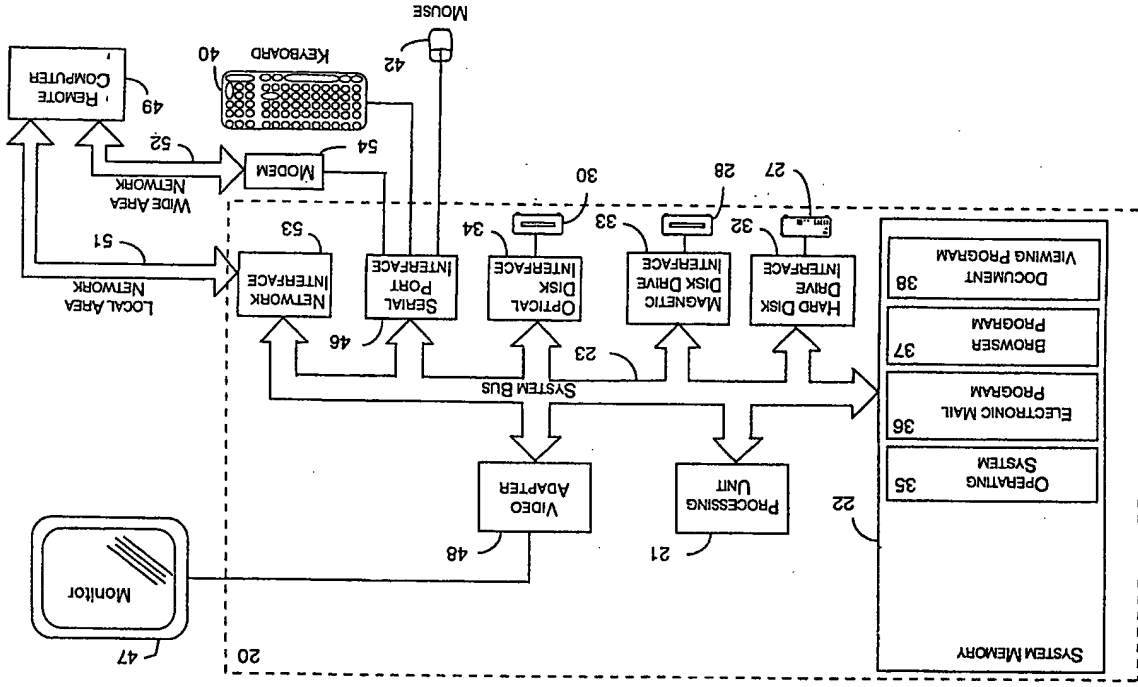 SYSTEM MEMORY
22
OPERATING
SYSTEM
35
ELECTRONIC MAIL
PROGRAM
36
BROWSER
PROGRAM
37
DOCUMENT
VIEWING PROGRAM
38
20
21
PROCESSING
UNIT
48
VIDEO
ADAPTER
47
Monitor
SYSTEM BUS
23
HARD DISK
DRIVE
INTERFACE
32
27
MAGNETIC
DISK DRIVE
INTERFACE
33
28
OPTICAL
DISK
INTERFACE
34
30
46
SERIAL
PORT
INTERFACE
NETWORK
INTERFACE
53
LOCAL AREA
NETWORK
51
MODEM
54
WIDE AREA
NETWORK
52
49
REMOTE
COMPUTER
KEYBOARD
40
42
MOUSE